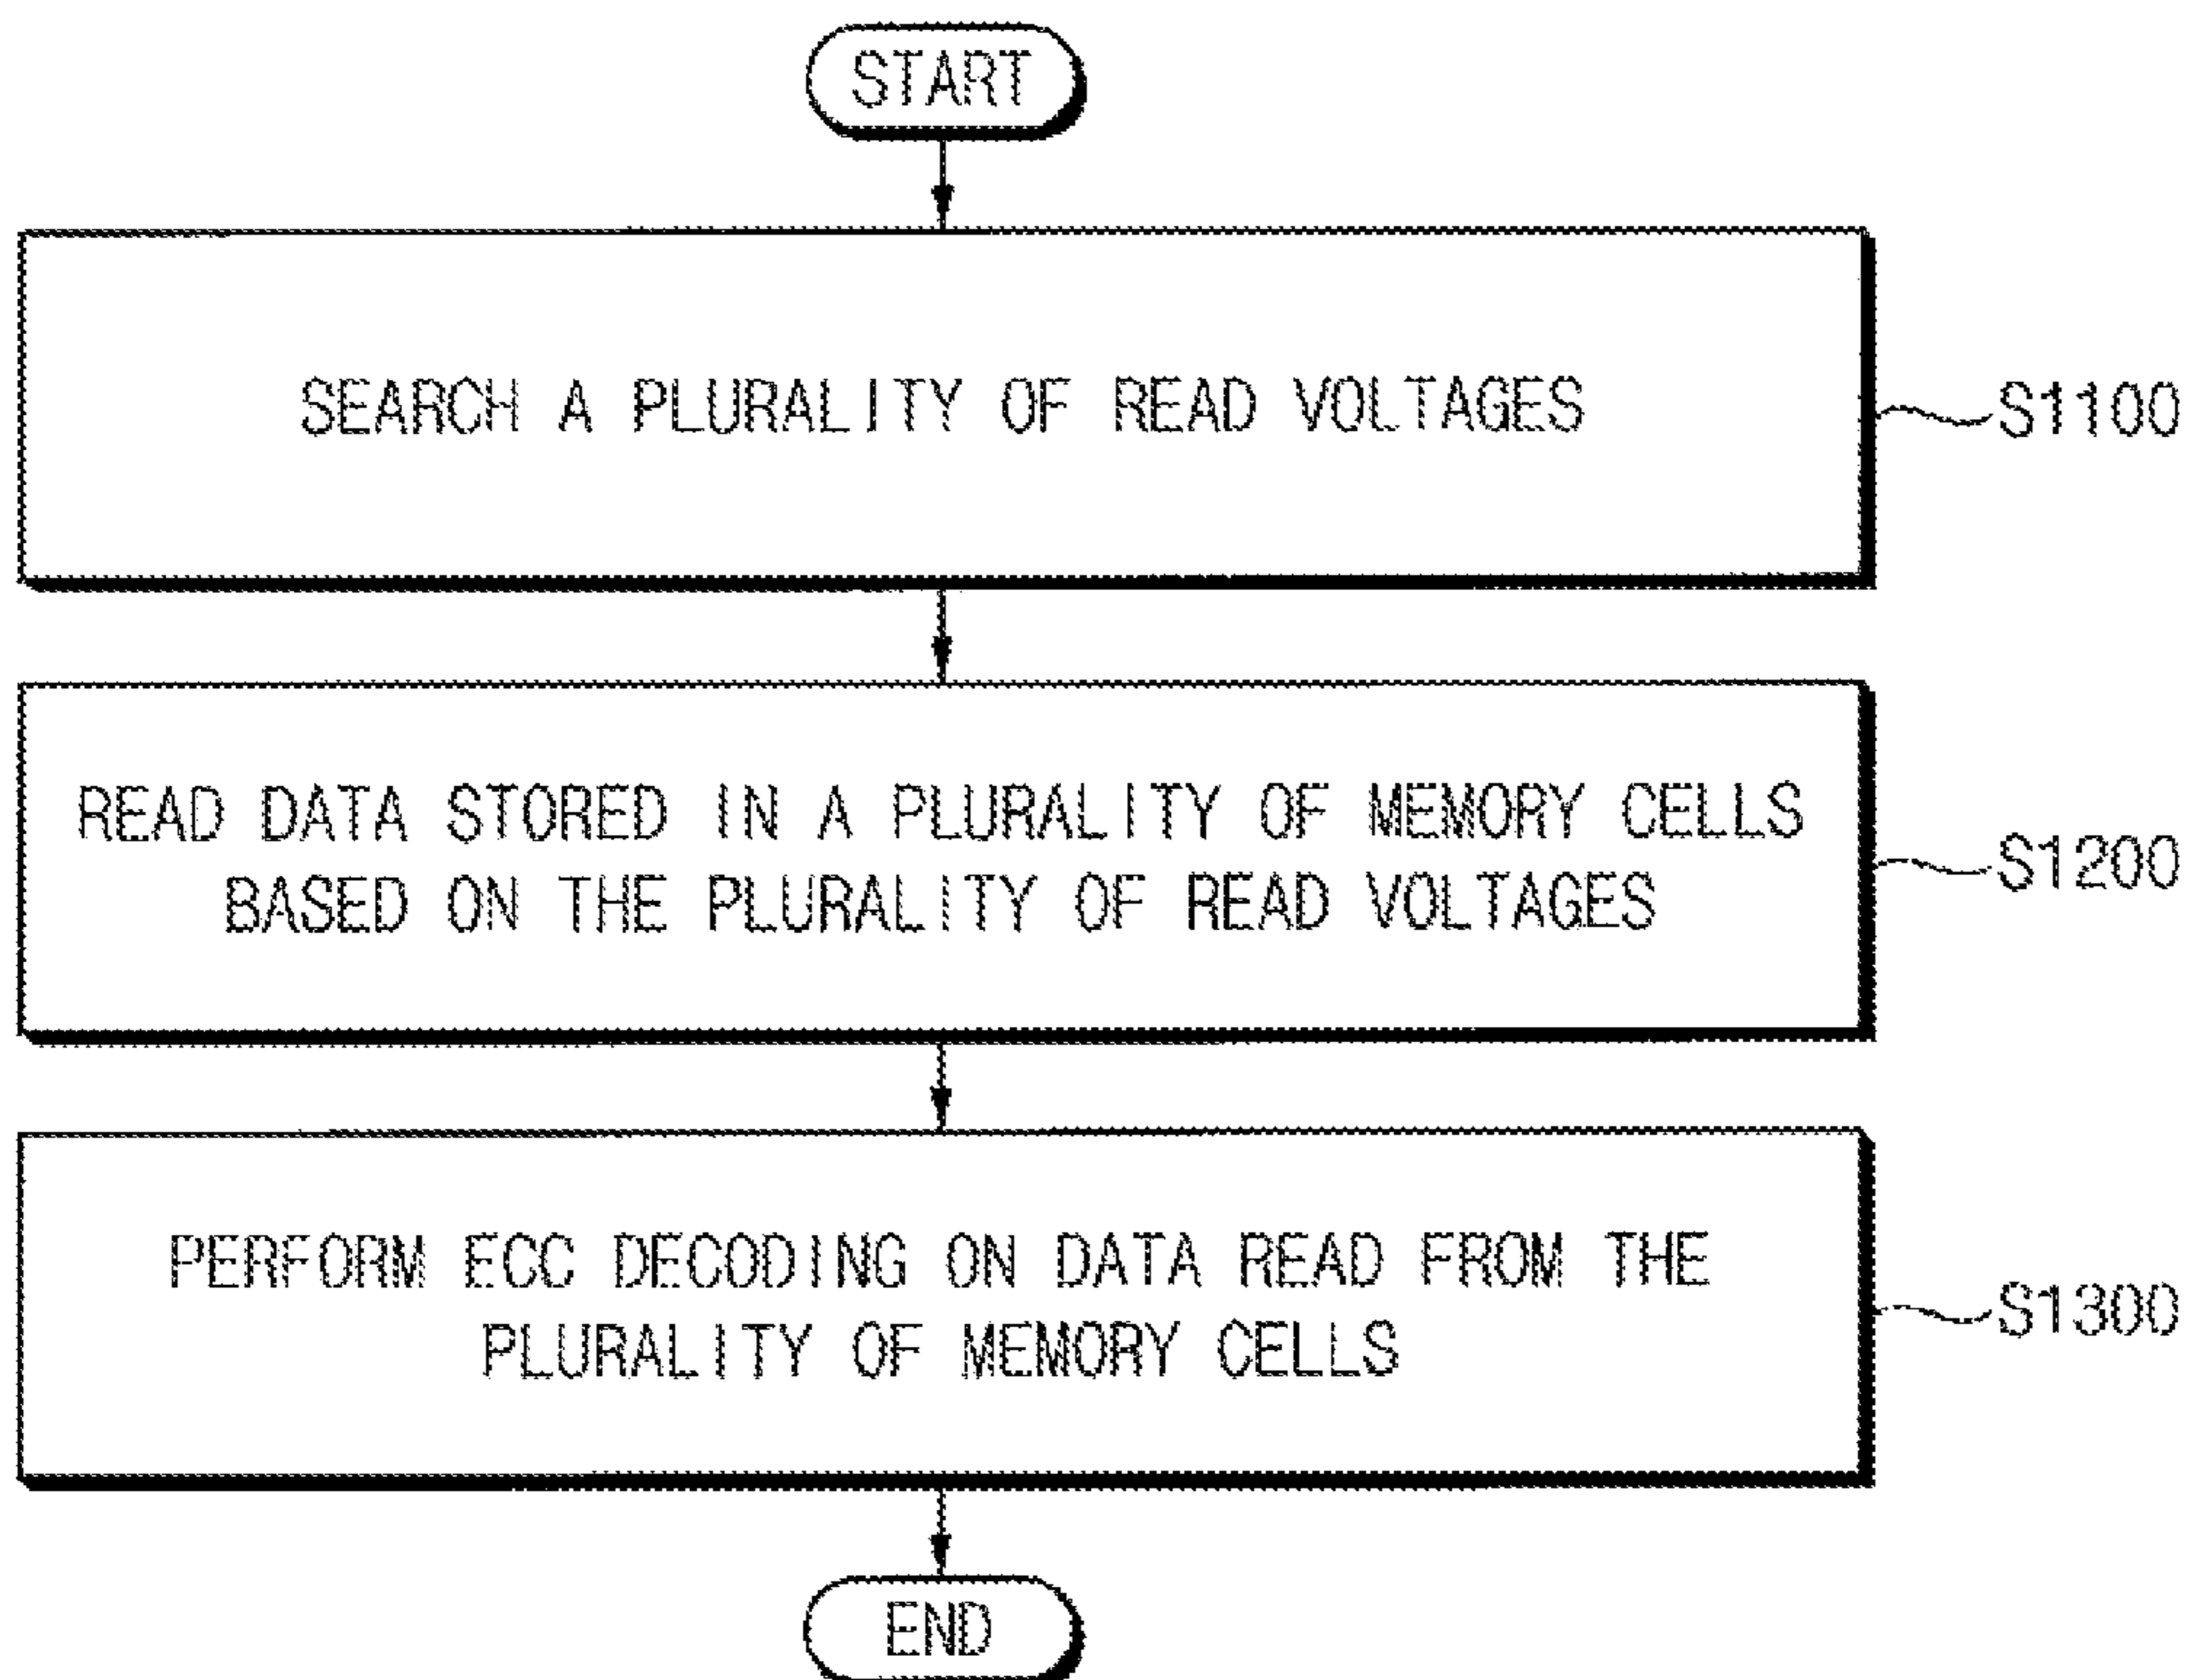 START
SEARCH A PLURALITY OF READ VOLTAGES
S1100
READ DATA STORED IN A PLURALITY OF MEMORY CELLS
BASED ON THE PLURALITY OF READ VOLTAGES
S1200
PERFORM ECC DECODING ON DATA READ FROM THE
PLURALITY OF MEMORY CELLS
S1300
END